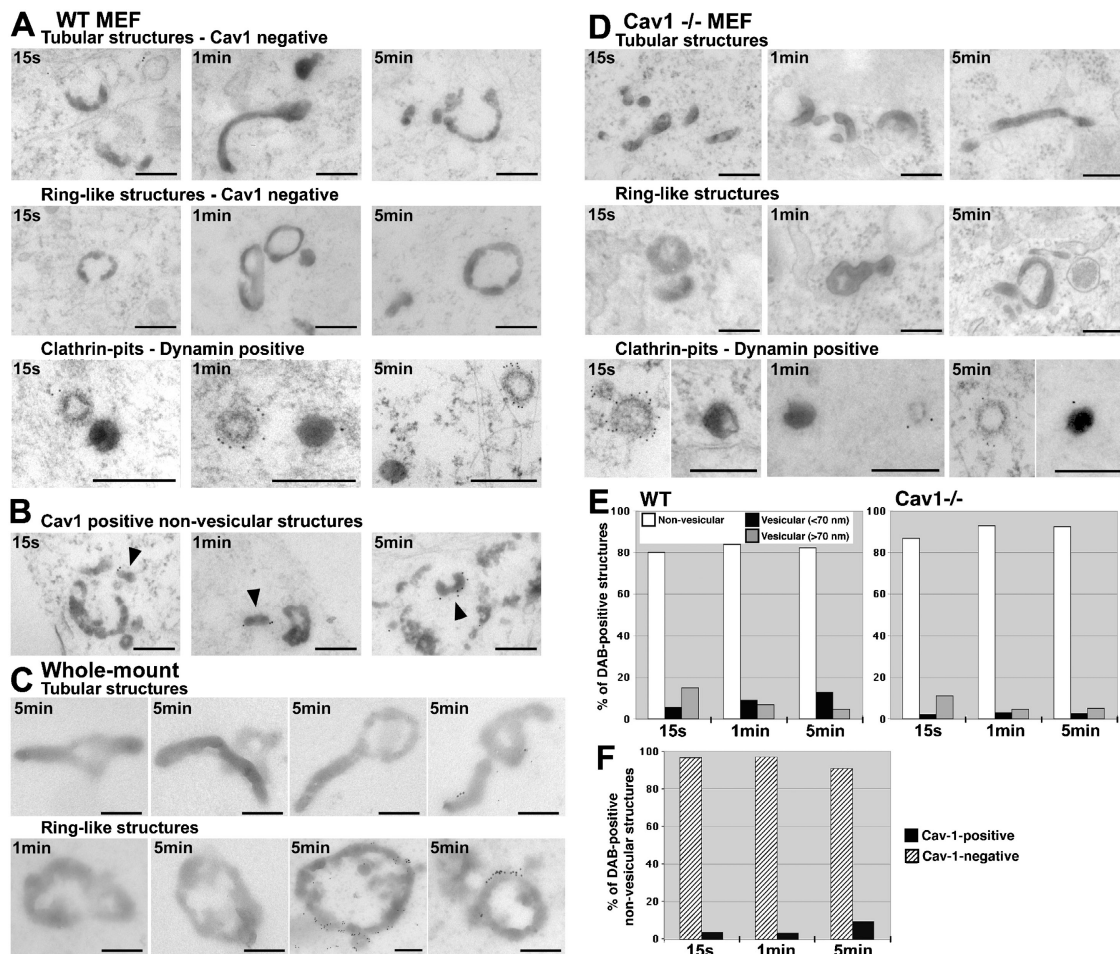 A WT MEF
Tubular structures - Cav1 negative
15s 1min 5min
Ring-like structures - Cav1 negative
15s 1min 5min
Clathrin-pits - Dynamin positive
15s 1min 5min
B Cav1 positive non-vesicular structures
15s 1min 5min
C Whole-mount
Tubular structures
5min 5min 5min 5min
Ring-like structures
1min 5min 5min 5min
D Cav1 -/- MEF
Tubular structures
15s 1min 5min
Ring-like structures
15s 1min 5min
Clathrin-pits - Dynamin positive
15s 1min 5min
E WT Cav1-/-
% of DAB-positive structures
100 80 60 40 20 0
Non-vesicular
Vesicular (<70 nm)
Vesicular (>70 nm)
15s 1min 5min
100 80 60 40 20 0
15s 1min 5min
F
% of DAB-positive
non-vesicular structures
100 80 60 40 20 0
15s 1min 5min
Cav-1-positive
Cav-1-negative